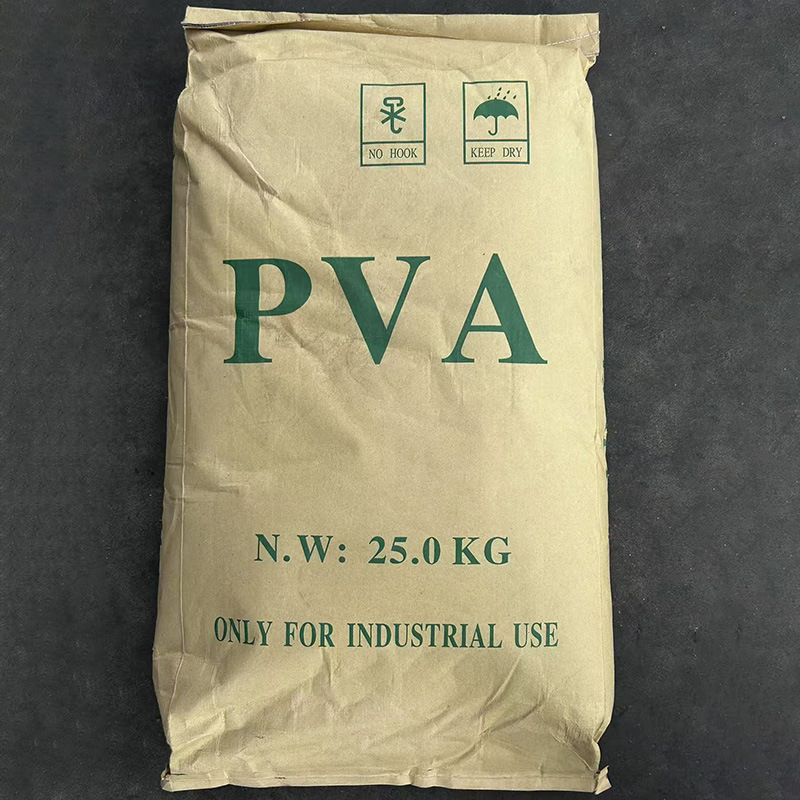 NO HOOK
KEEP DRY
PVA
N.W: 25.0 KG
ONLY FOR INDUSTRIAL USE